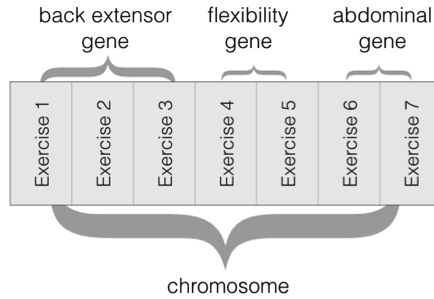 back extensor
gene
flexibility
gene
abdominal
gene
Exercise 1
Exercise 2
Exercise 3
Exercise 4
Exercise 5
Exercise 6
Exercise 7
chromosome